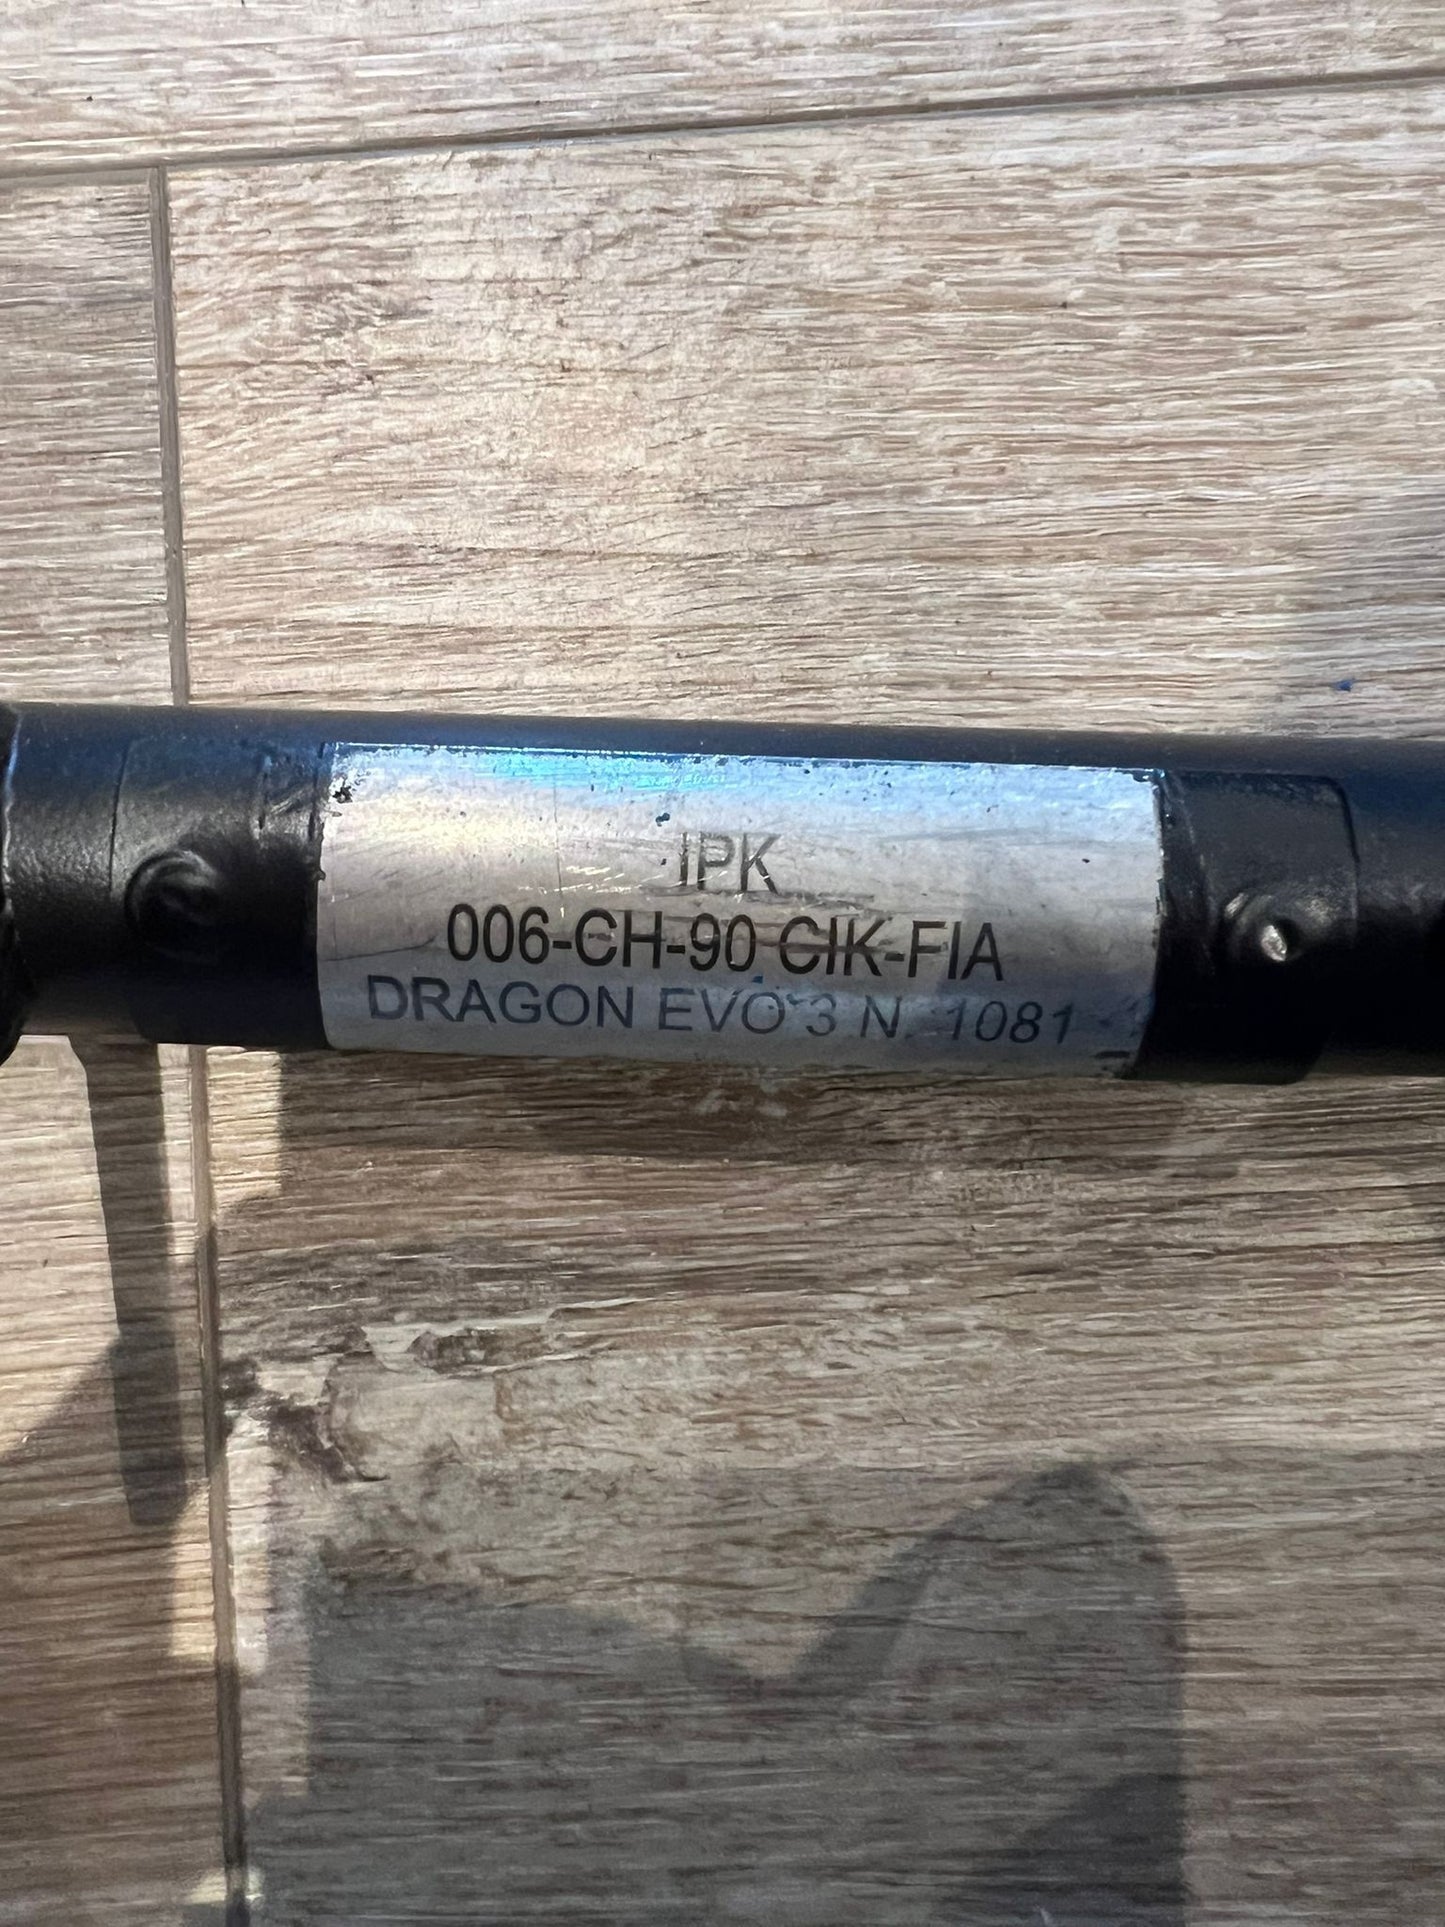 IPK
006-CH-90 CIK-FIA
DRAGON EVO 3 N. 1081